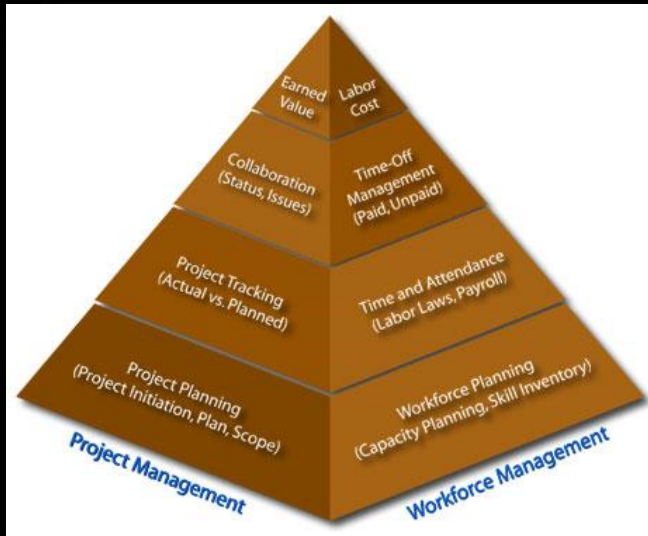 Earned
Value
Labor
Cost
Collaboration
(Status, Issues)
Time-Off
Management
(Paid, Unpaid)
Project Tracking
(Actual vs. Planned)
Time and Attendance
(Labor Laws, Payroll)
Project Planning
(Project Initiation, Plan, Scope)
Workforce Planning
(Capacity Planning, Skill Inventory)
Project Management
Workforce Management